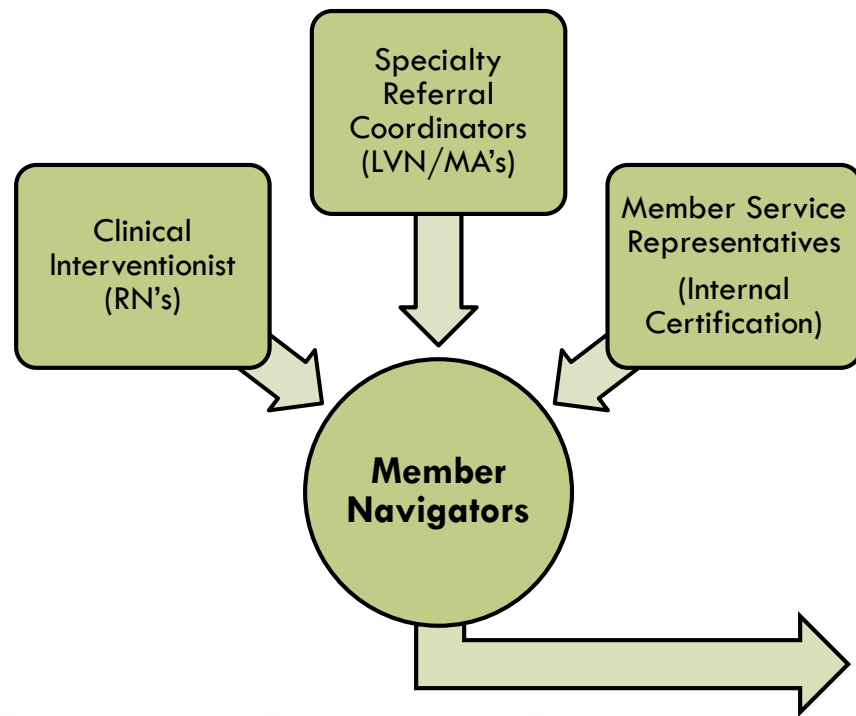 Specialty
Referral
Coordinators
(LVN/MA’s)
Clinical
Interventionist
(RN’s)
Member Service
Representatives
(Internal
Certification)
Member
Navigators